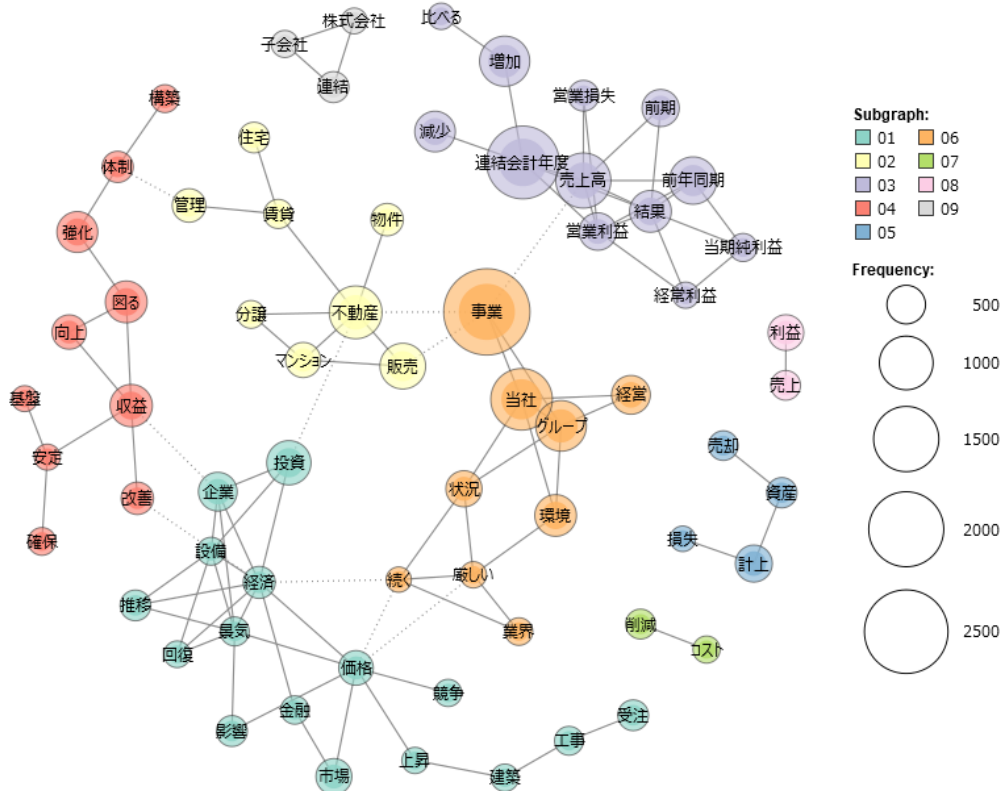 株式会社
子会社
連結
比べる
増加
減少
連結会計年度
営業損失
前期
売上高
前年同期
結果
営業利益
当期純利益
経常利益
構築
体制
強化
図る
向上
収益
基盤
安定
改善
確保
住宅
管理
賃貸
物件
分譲
不動産
マンション
販売
事業
当社
グループ
経営
状況
環境
続く
厳しい
業界
投資
企業
設備
経済
推移
景気
回復
価格
競争
金融
影響
市場
上昇
建築
工事
受注
利益
売上
売却
資産
損失
計上
削減
コスト
Subgraph:
01
06
02
07
03
08
04
09
05
Frequency:
500
1000
1500
2000
2500